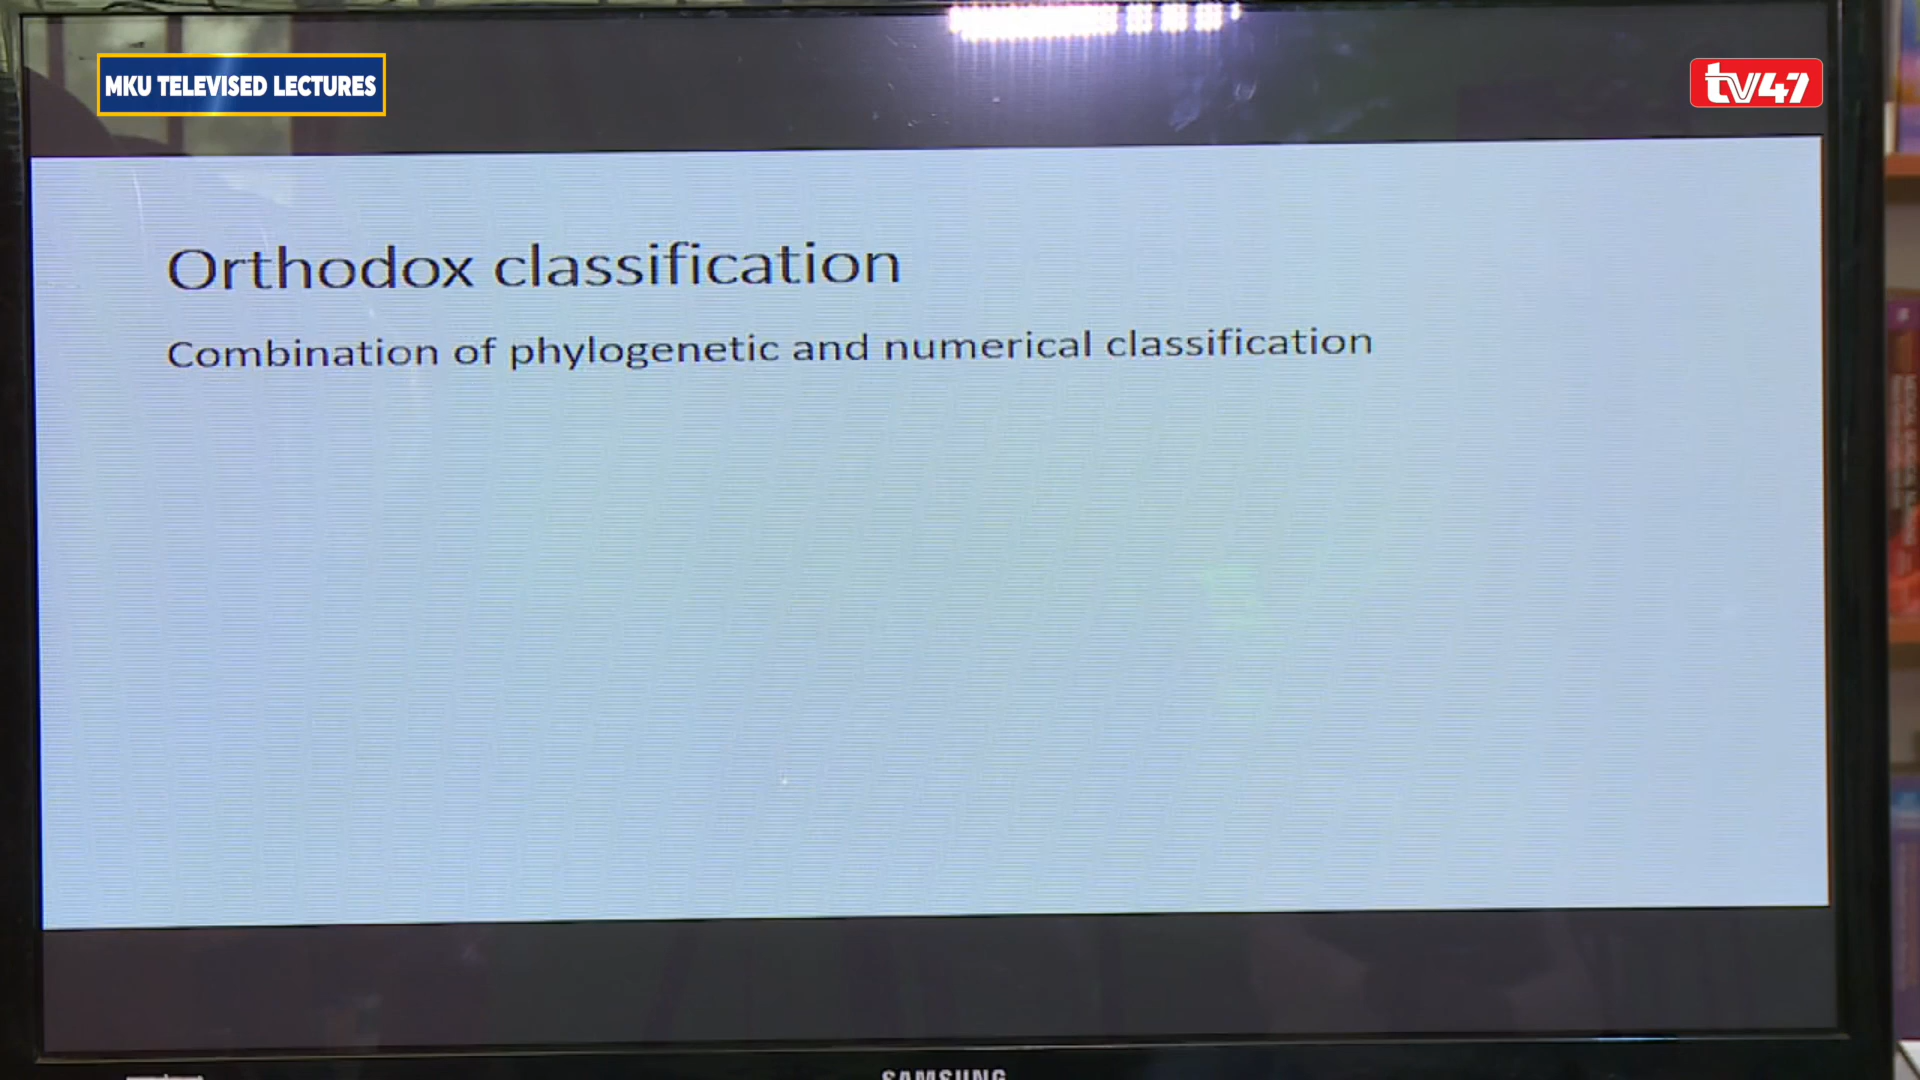 MKU TELEVISED LECTURES
tv47
Orthodox classification
Combination of phylogenetic and numerical classification
SAMSUNG